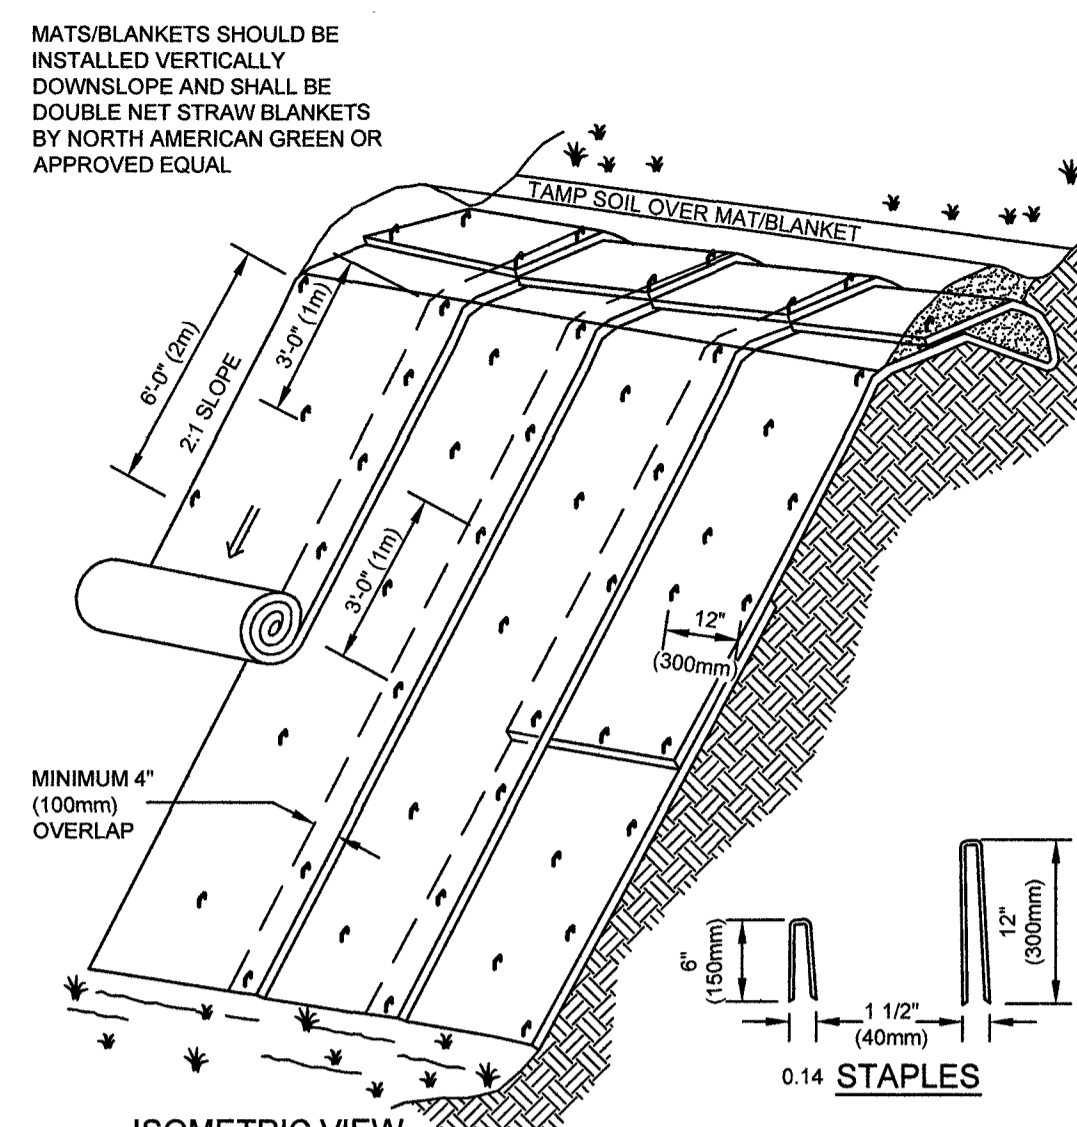 MATS/BLANKETS SHOULD BE
INSTALLED VERTICALLY
DOWNSLOPE AND SHALL BE
DOUBLE NET STRAW BLANKETS
BY NORTH AMERICAN GREEN OR
APPROVED EQUAL
TAMP SOIL OVER MAT/BLANKET
6'-0" (2m)
3'-0" (1m)
2:1 SLOPE
3'-0" (1m)
12"
(300mm)
MINIMUM 4"
(100mm)
OVERLAP
6"
(150mm)
12"
(300mm)
1 1/2"
(40mm)
0.14 STAPLES
ISOMETRIC VIEW